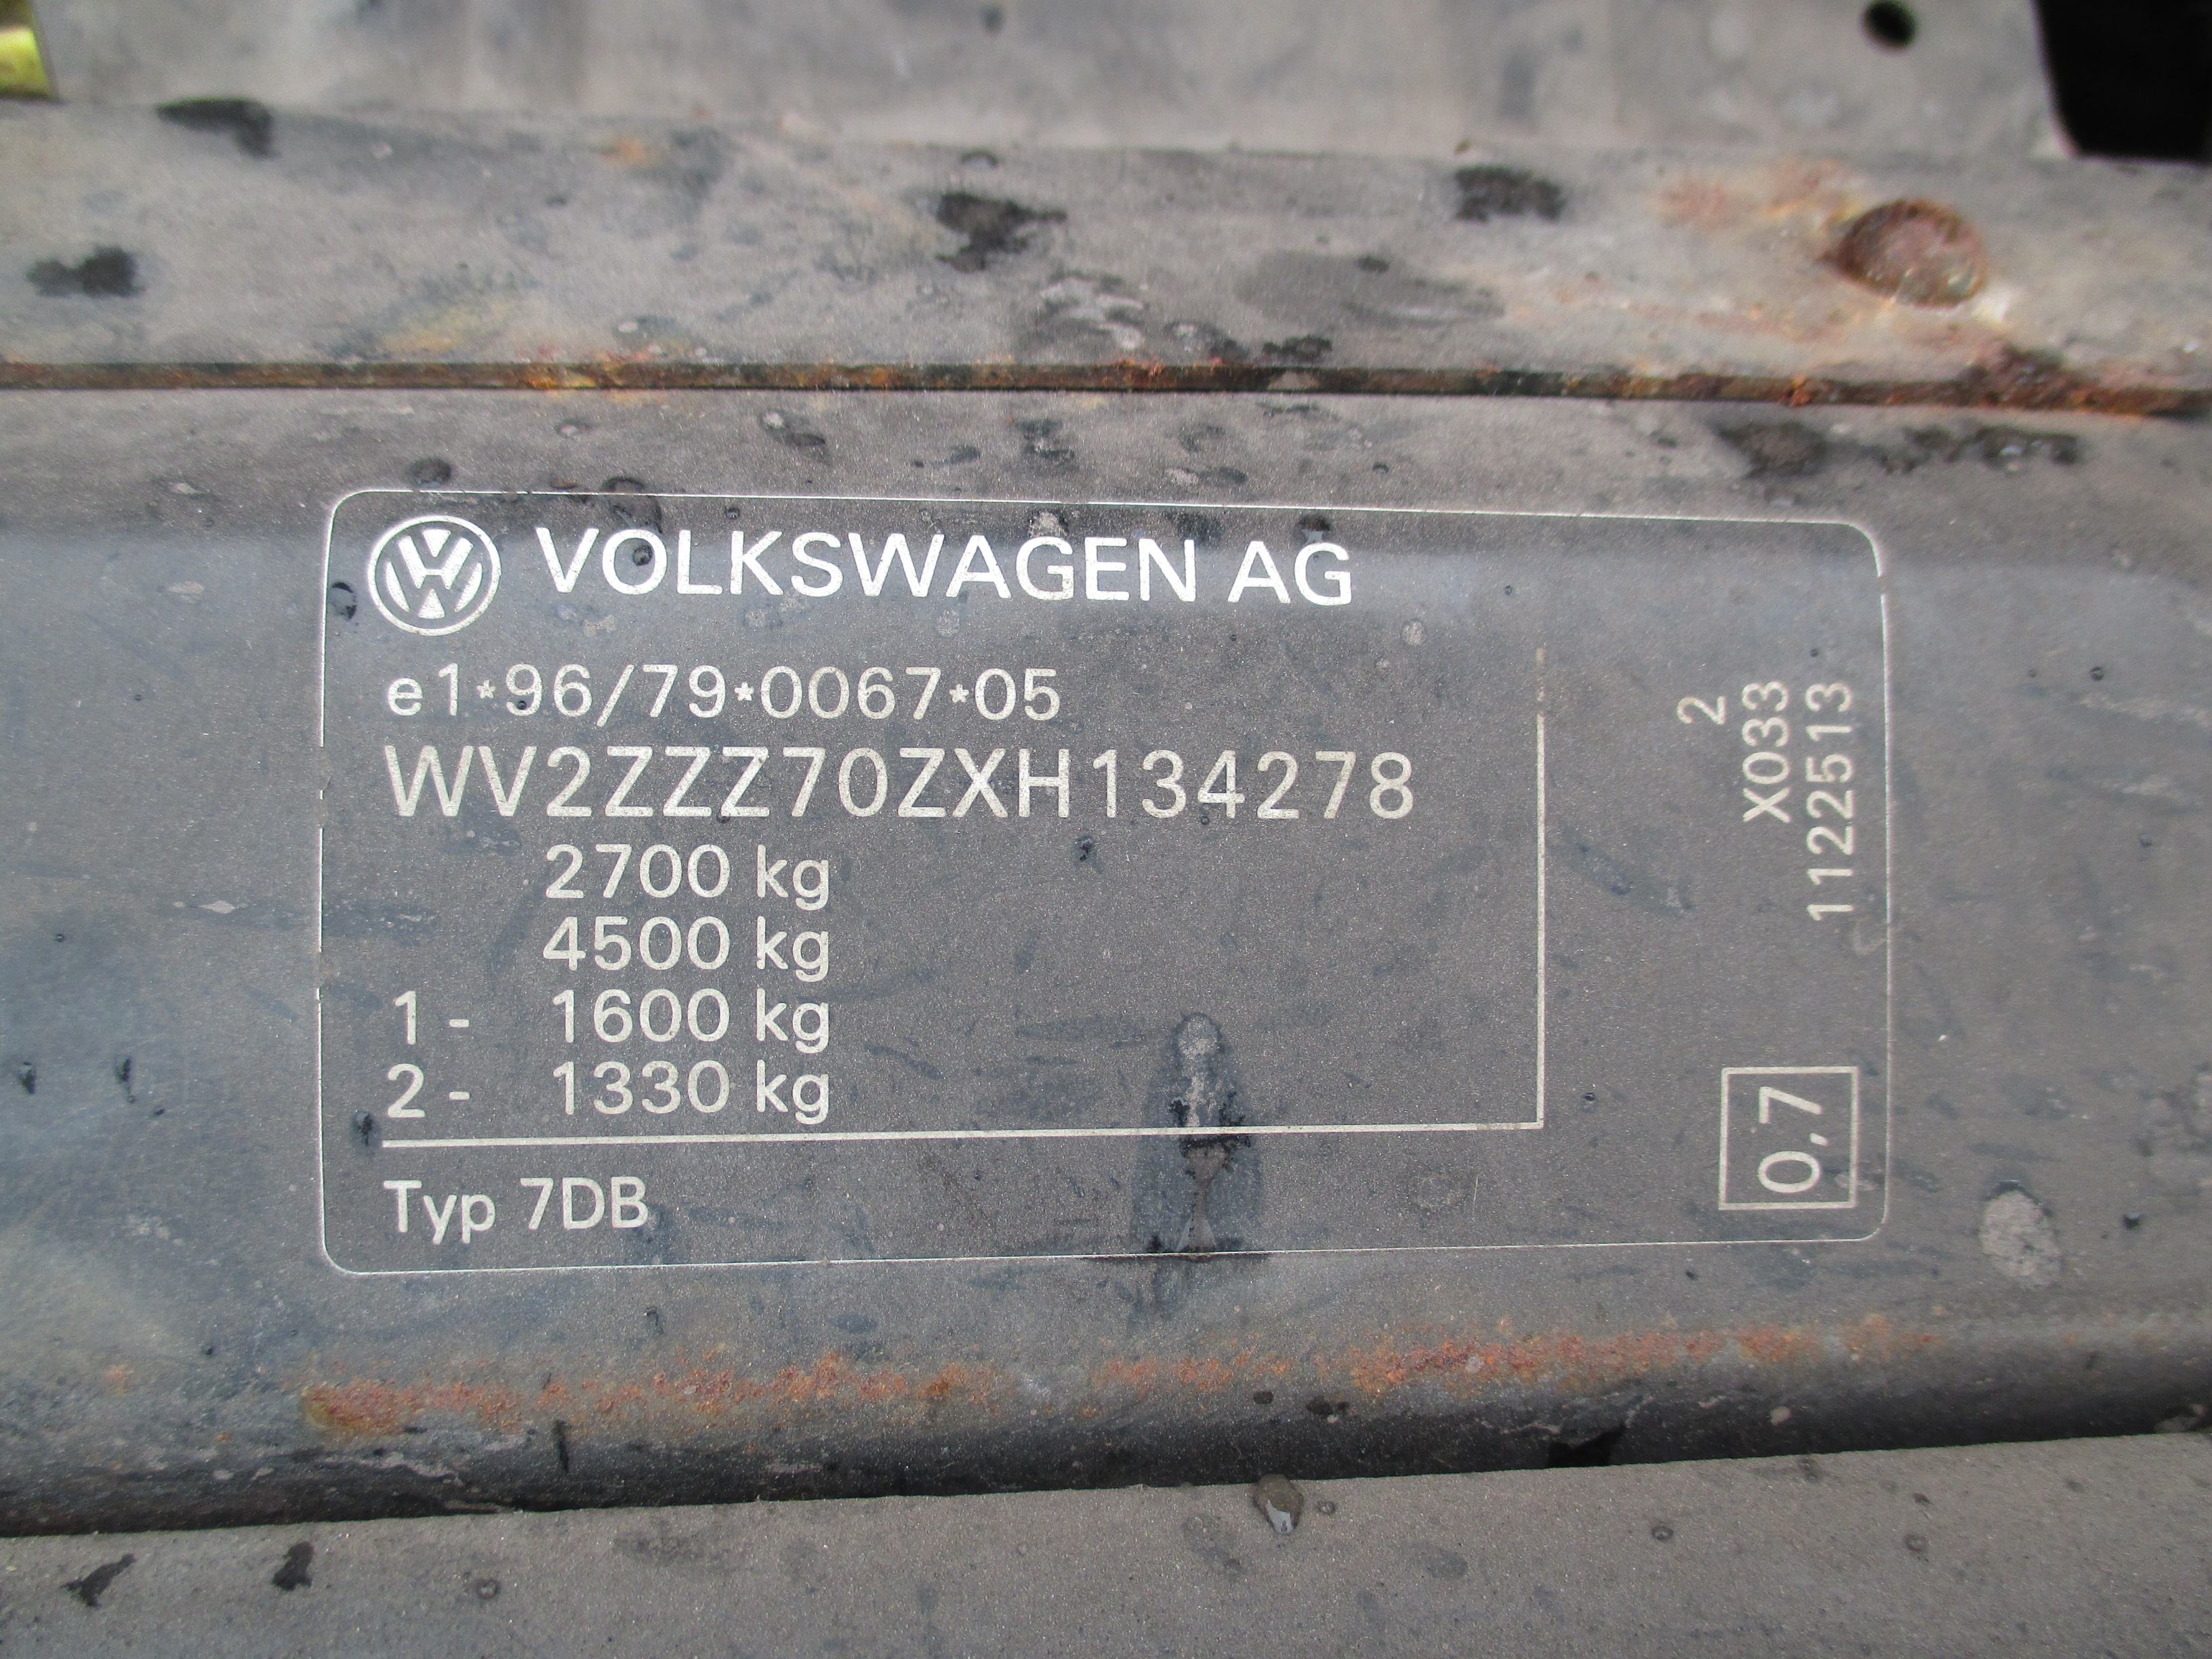 VOLKSWAGEN AG
e1*96/79*0067*05
WV2ZZZ70ZXH134278
2700 kg
4500 kg
1 - 1600 kg
2 - 1330 kg
Typ 7DB
2
X033
1122513
0,7